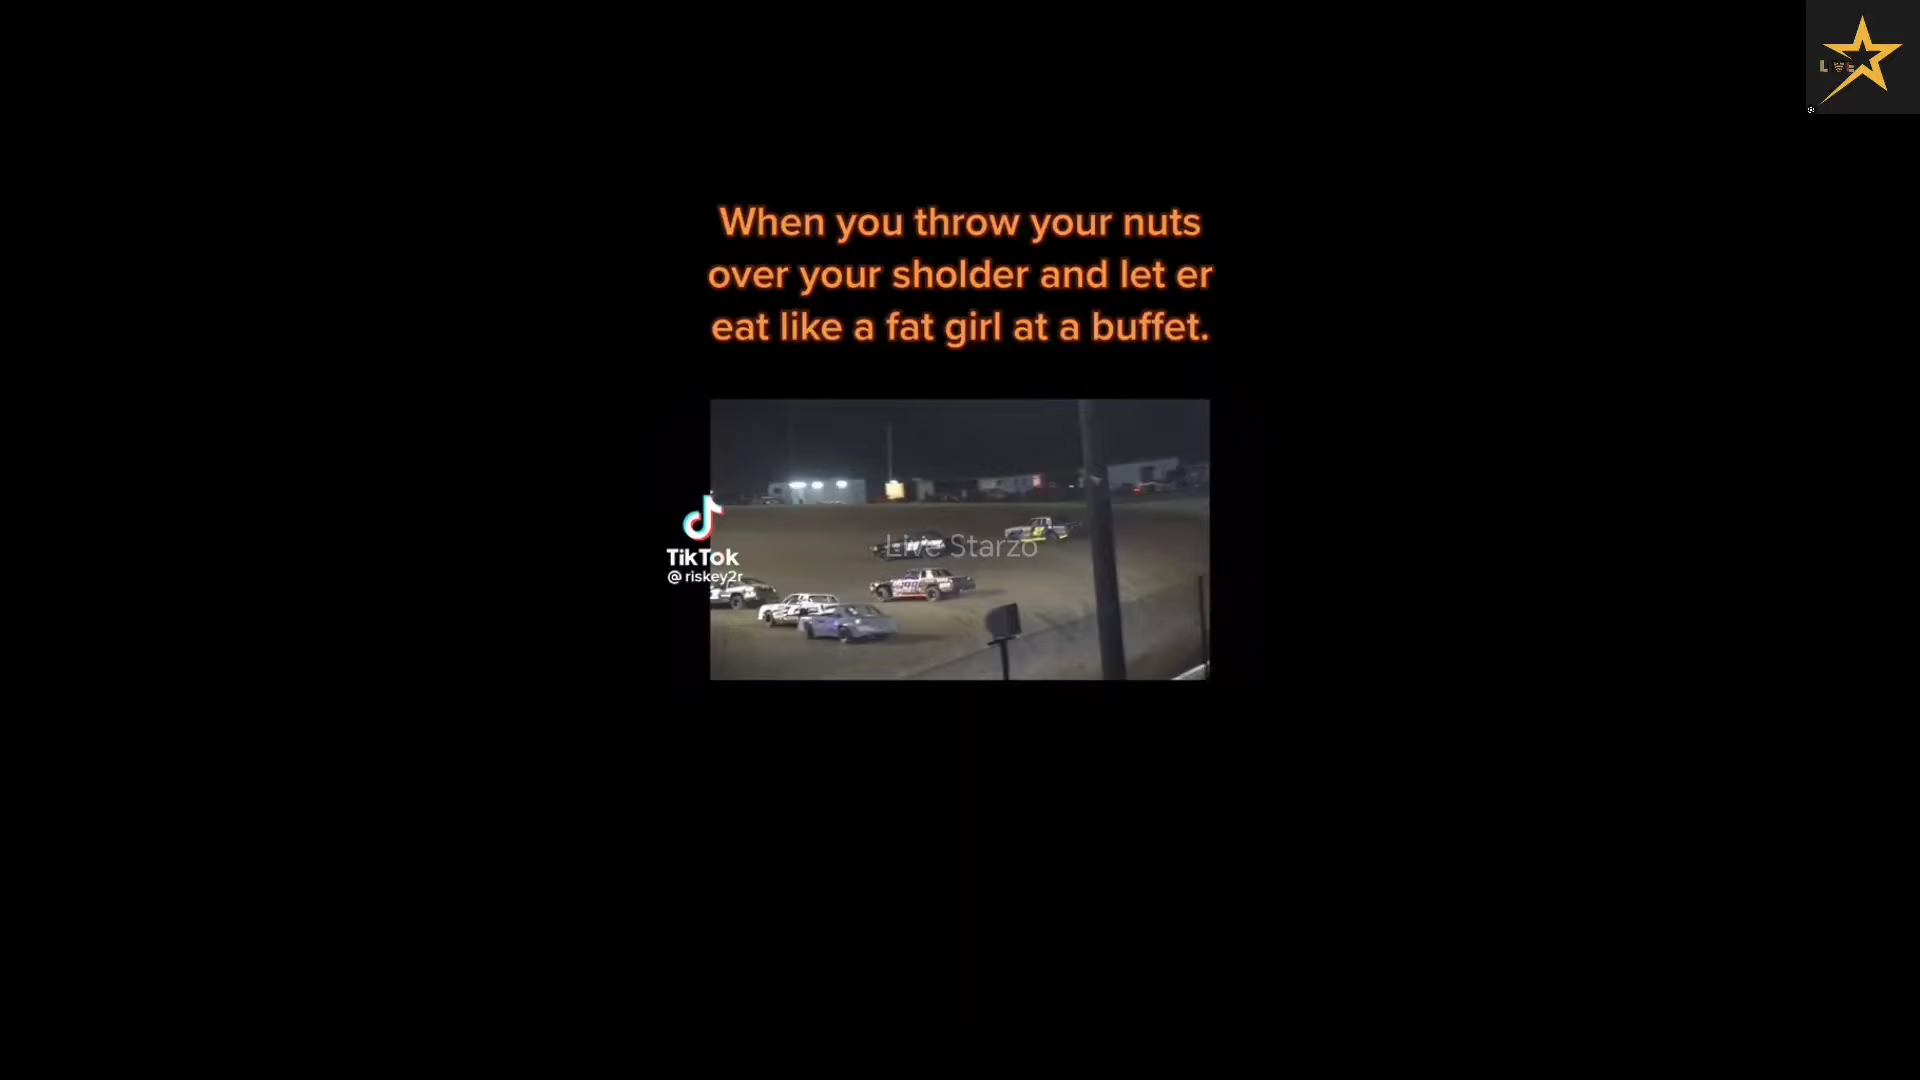 LIVE
When you throw your nuts
over your sholder and let er
eat like a fat girl at a buffet.
Live Starzo
TikTok
@riskey2r